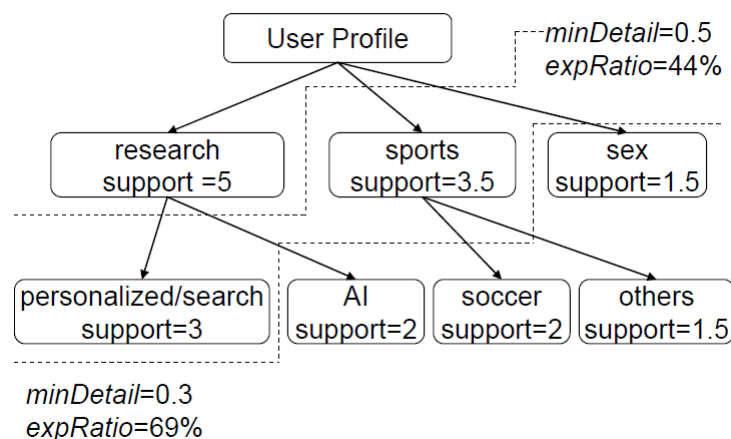 User Profile
minDetail=0.5
expRatio=44%
research
support =5
sports
support=3.5
sex
support=1.5
personalized/search
support=3
AI
support=2
soccer
support=2
others
support=1.5
minDetail=0.3
expRatio=69%